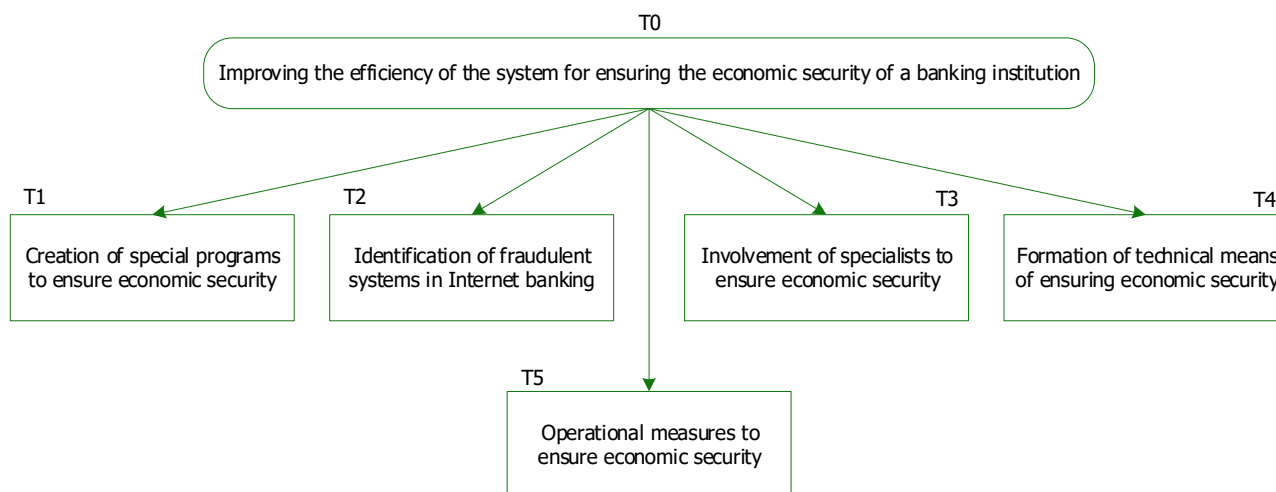 T0
Improving the efficiency of the system for ensuring the economic security of a banking institution
T1
Creation of special programs
to ensure economic security
T2
Identification of fraudulent
systems in Internet banking
T3
Involvement of specialists to
ensure economic security
T4
Formation of technical means
of ensuring economic security
T5
Operational measures to
ensure economic security